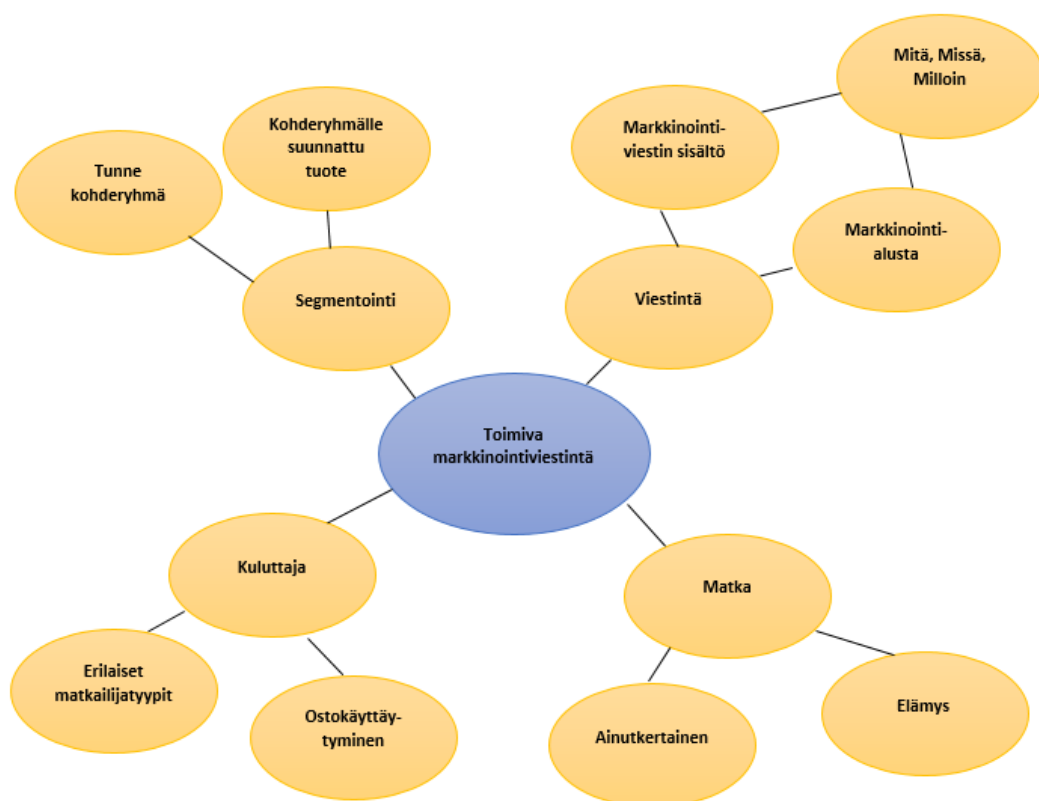 Mitä, Missä,
Milloin
Kohderyhmälle
suunnattu
tuote
Markkinointi-
viestin sisältö
Tunne
kohderyhmä
Markkinointi-
alusta
Segmentointi
Viestintä
Toimiva
markkinointiviestintä
Kuluttaja
Matka
Erilaiset
matkailijatyypit
Ostokäyttäy-
tyminen
Ainutkertainen
Elämys